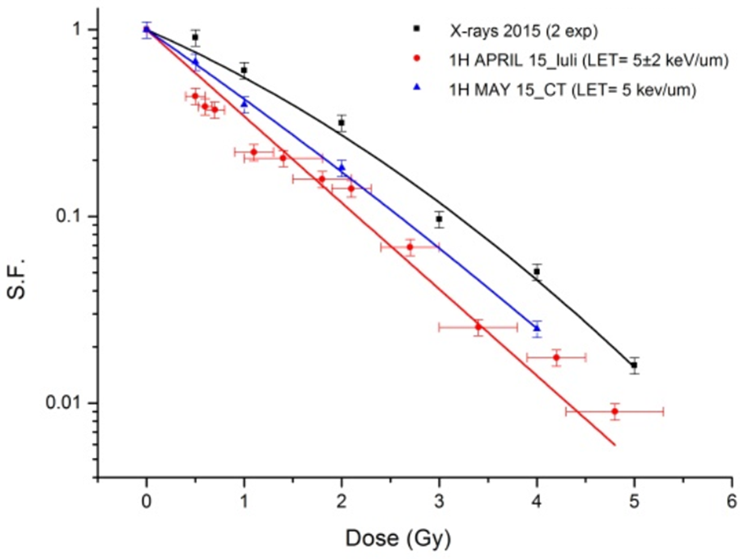 X-rays 2015 (2 exp)
1H APRIL 15_luli (LET= 5±2 keV/um)
1H MAY 15_CT (LET= 5 kev/um)
1
0.1
0.01
S.F.
0 1 2 3 4 5 6
Dose (Gy)